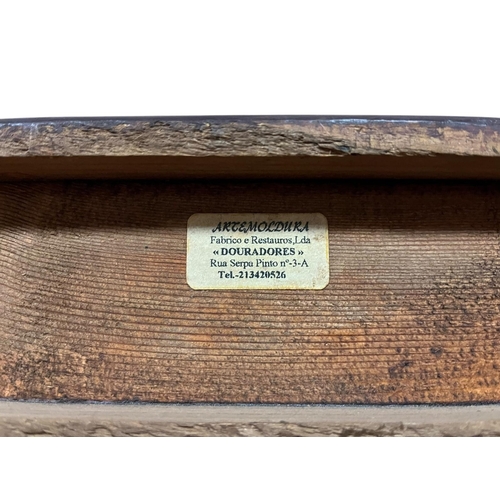 ARTEMOLDURA
Fabrico e Restauros,Lda
« DOURADORES »
Rua Serpa Pinto nº-3-A
Tel.-213420526